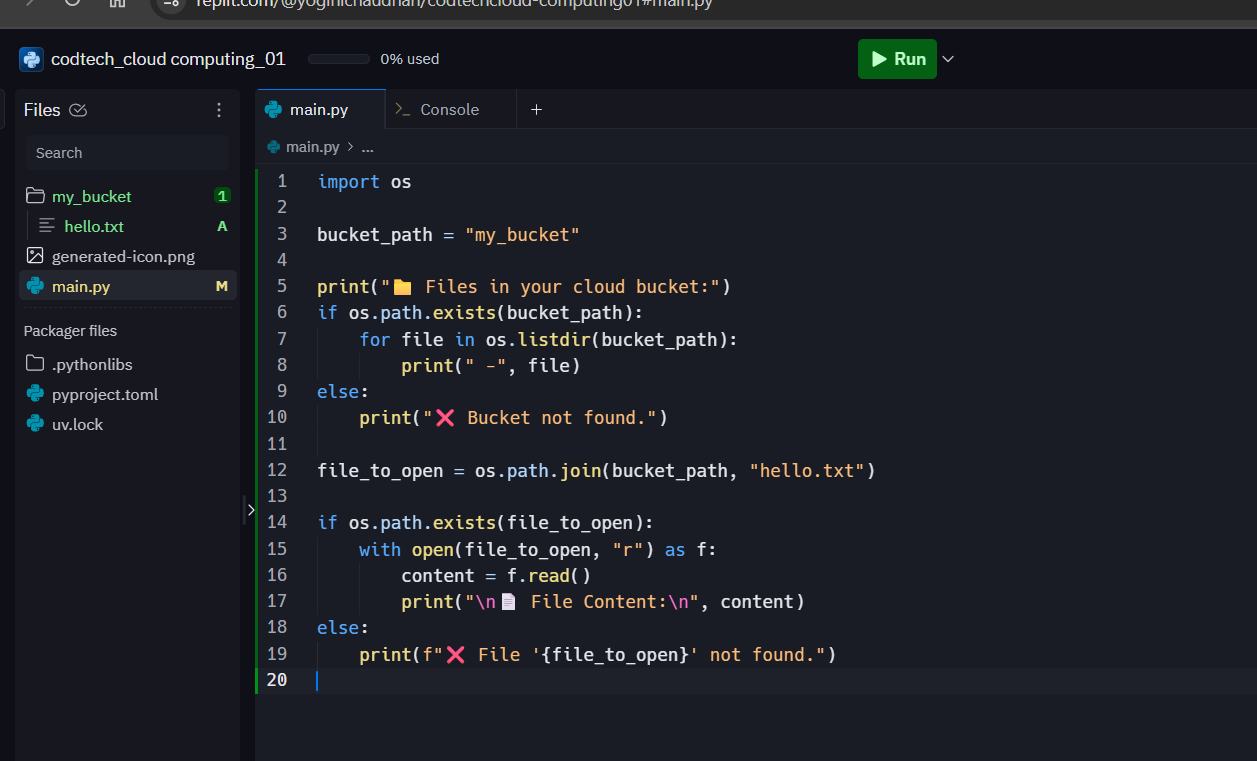 replit.com/@yoginichaudhari/codtechcloud-computing01#main.py
codtech_cloud computing_01 0% used Run
Files
Search
my_bucket 1
hello.txt A
generated-icon.png
main.py M
Packager files
.pythonlibs
pyproject.toml
uv.lock
main.py >_ Console +
main.py > ...
1 import os
2
3 bucket_path = "my_bucket"
4
5 print("📁 Files in your cloud bucket:")
6 if os.path.exists(bucket_path):
7     for file in os.listdir(bucket_path):
8         print(" -", file)
9 else:
10     print("❌ Bucket not found.")
11
12 file_to_open = os.path.join(bucket_path, "hello.txt")
13
14 if os.path.exists(file_to_open):
15     with open(file_to_open, "r") as f:
16         content = f.read()
17         print("\n📄 File Content:\n", content)
18 else:
19     print(f"❌ File '{file_to_open}' not found.")
20